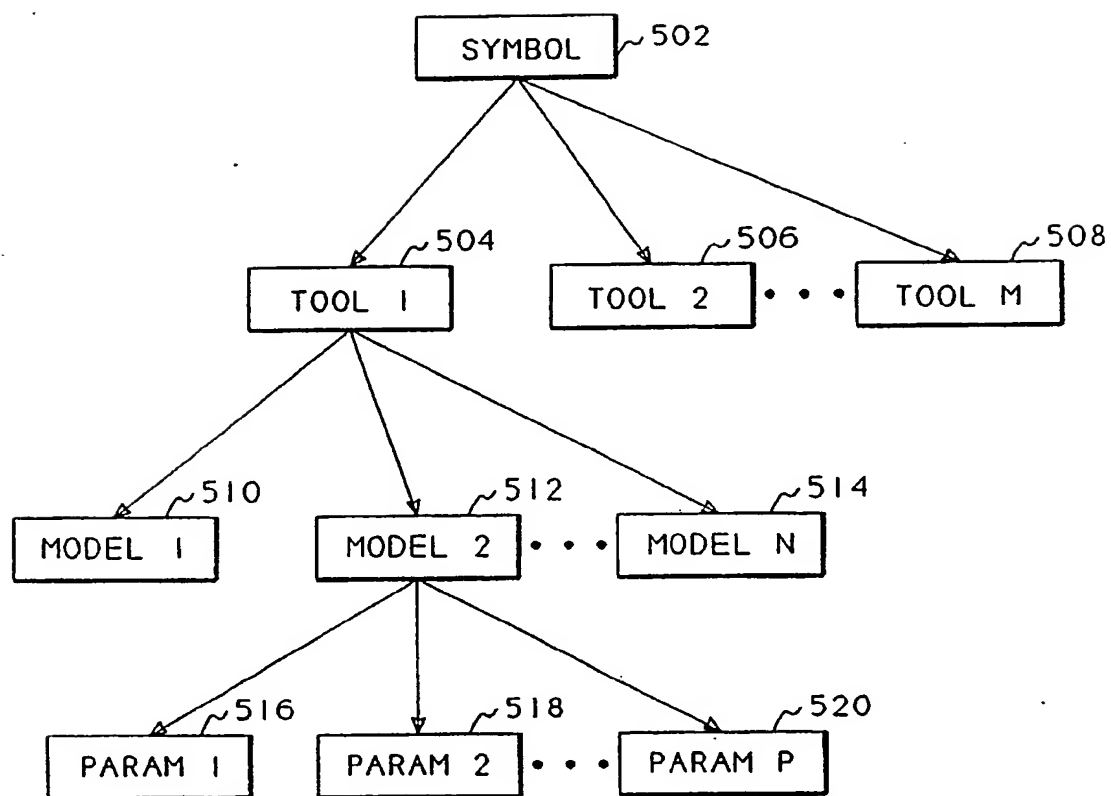 SYMBOL 502
504 506 508
TOOL 1 TOOL 2 • • • TOOL M
510 512 514
MODEL 1 MODEL 2 • • • MODEL N
516 518 520
PARAM 1 PARAM 2 • • • PARAM P